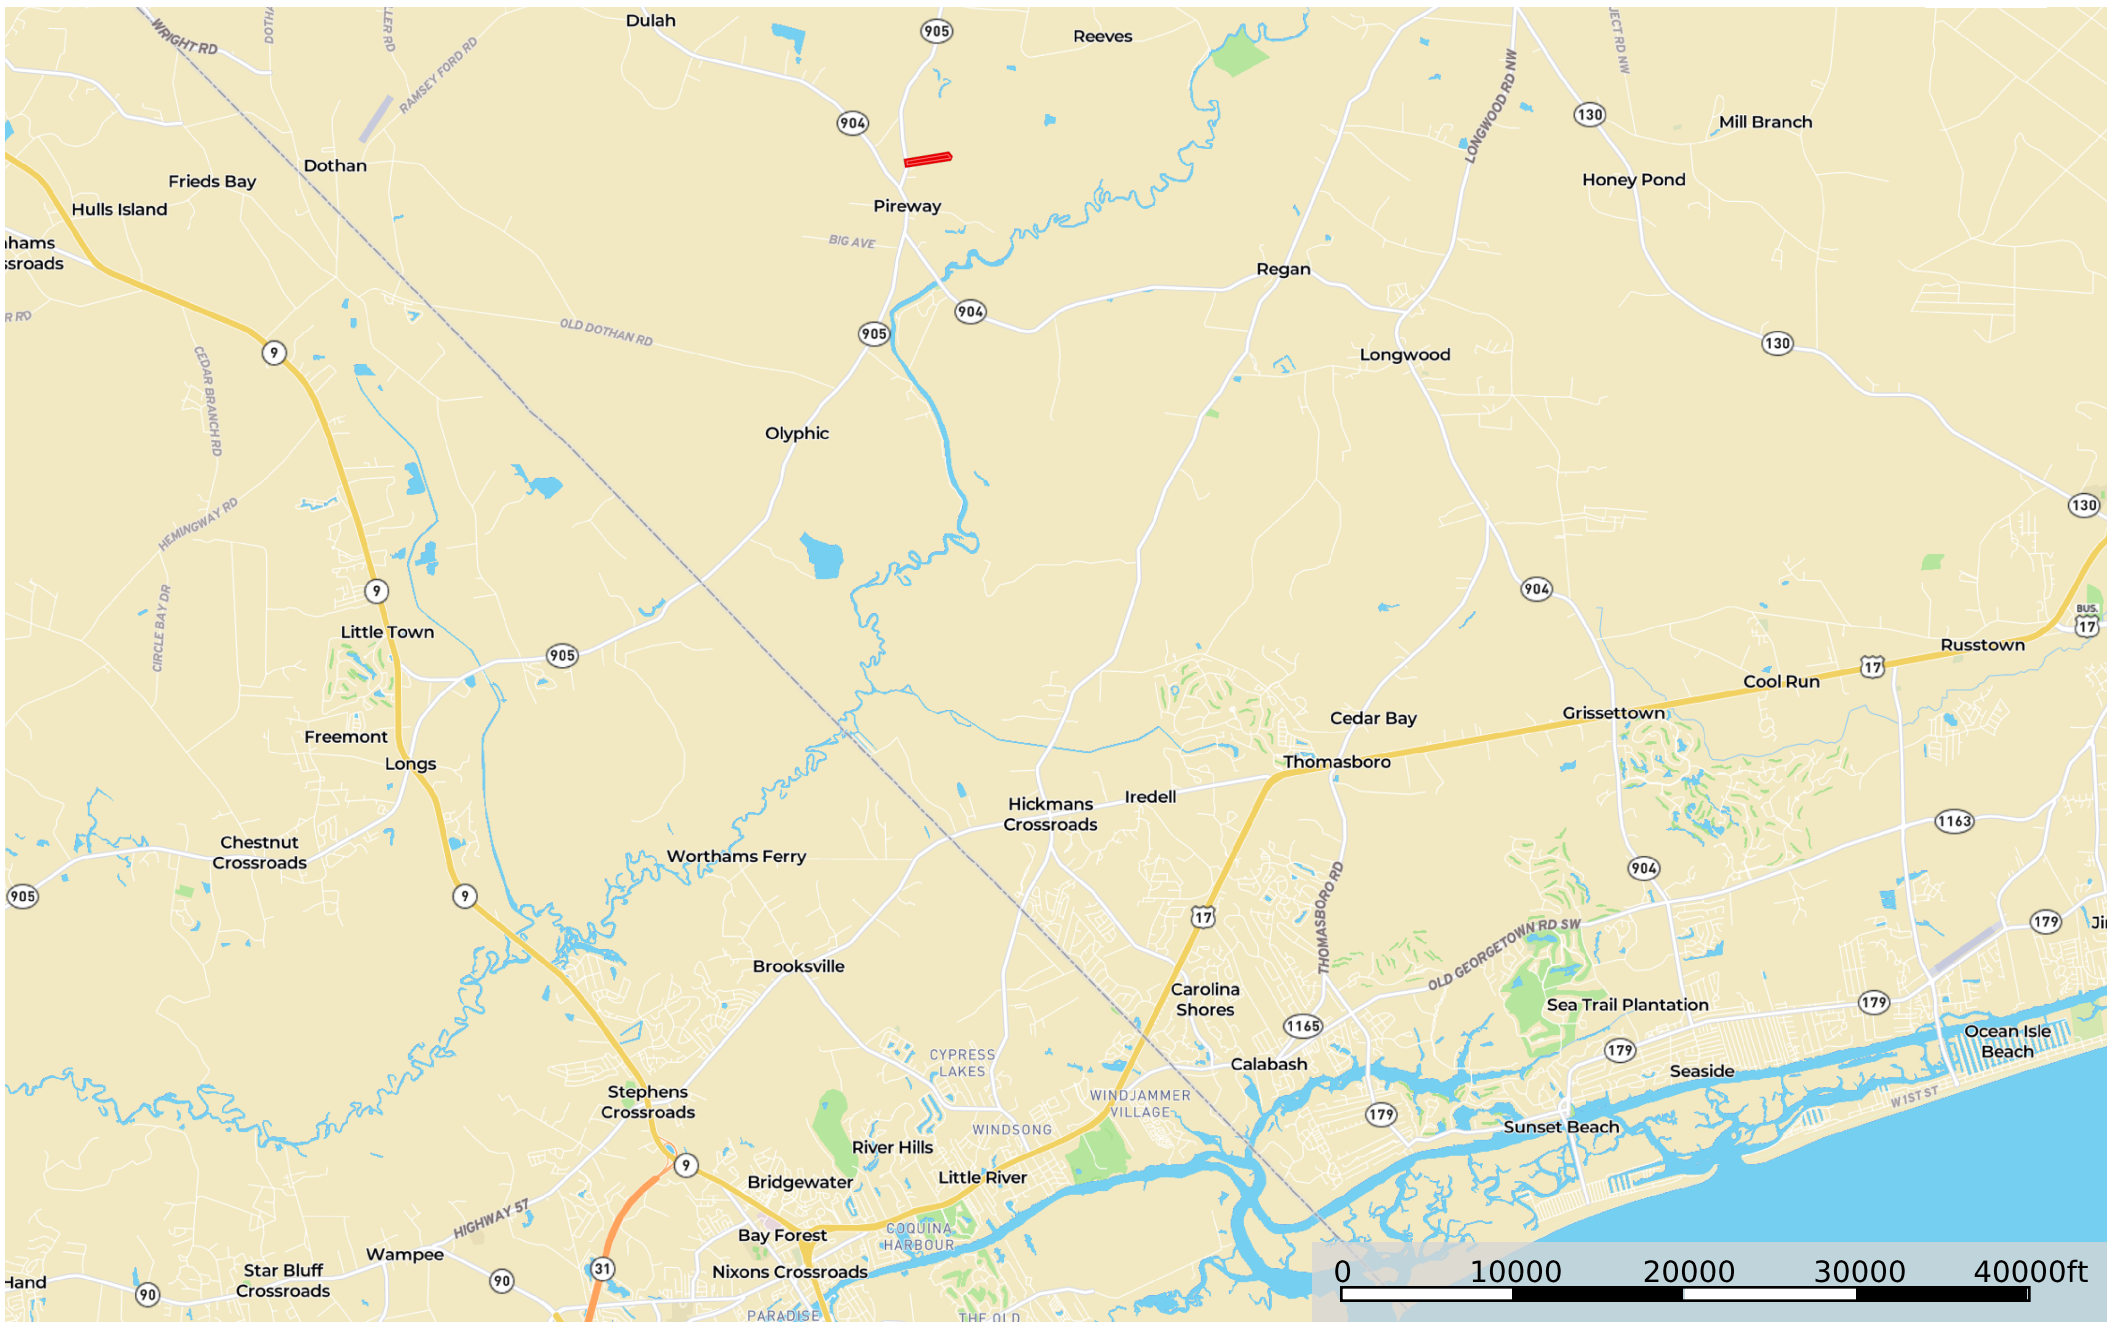 Dulah
905
Reeves
WRIGHT RD
RAMSEY FORD RD
LONGWOOD RD NW
904
130
Mill Branch
Dothan
Frieds Bay
Honey Pond
Hulls Island
Pireway
BIG AVE
Regan
904
OLD DOTHAN RD
905
130
9
Longwood
CEDAR BRANCH RD
Olyphic
HEMINGWAY RD
130
CIRCLE BAY DR
9
904
BUS.
17
Little Town
905
Russtown
17
Cool Run
Grissettown
Cedar Bay
Freemont
Longs
Thomasboro
Iredell
Hickmans
Crossroads
1163
Chestnut
Crossroads
Worthams Ferry
905
9
904
17
THOMASBORO RD
OLD GEORGETOWN RD SW
179
Brooksville
Carolina
Shores
Sea Trail Plantation
179
1165
Ocean Isle
Beach
179
CYPRESS
LAKES
Calabash
Seaside
Stephens
Crossroads
WINDJAMMER
VILLAGE
W 1ST ST
179
WINDSONG
Sunset Beach
River Hills
9
Bridgewater
Little River
HIGHWAY 57
Bay Forest
COQUINA
HARBOUR
Wampee
31
Nixons Crossroads
Star Bluff
Crossroads
90
90
PARADISE
THE OLD
0 10000 20000 30000 40000ft